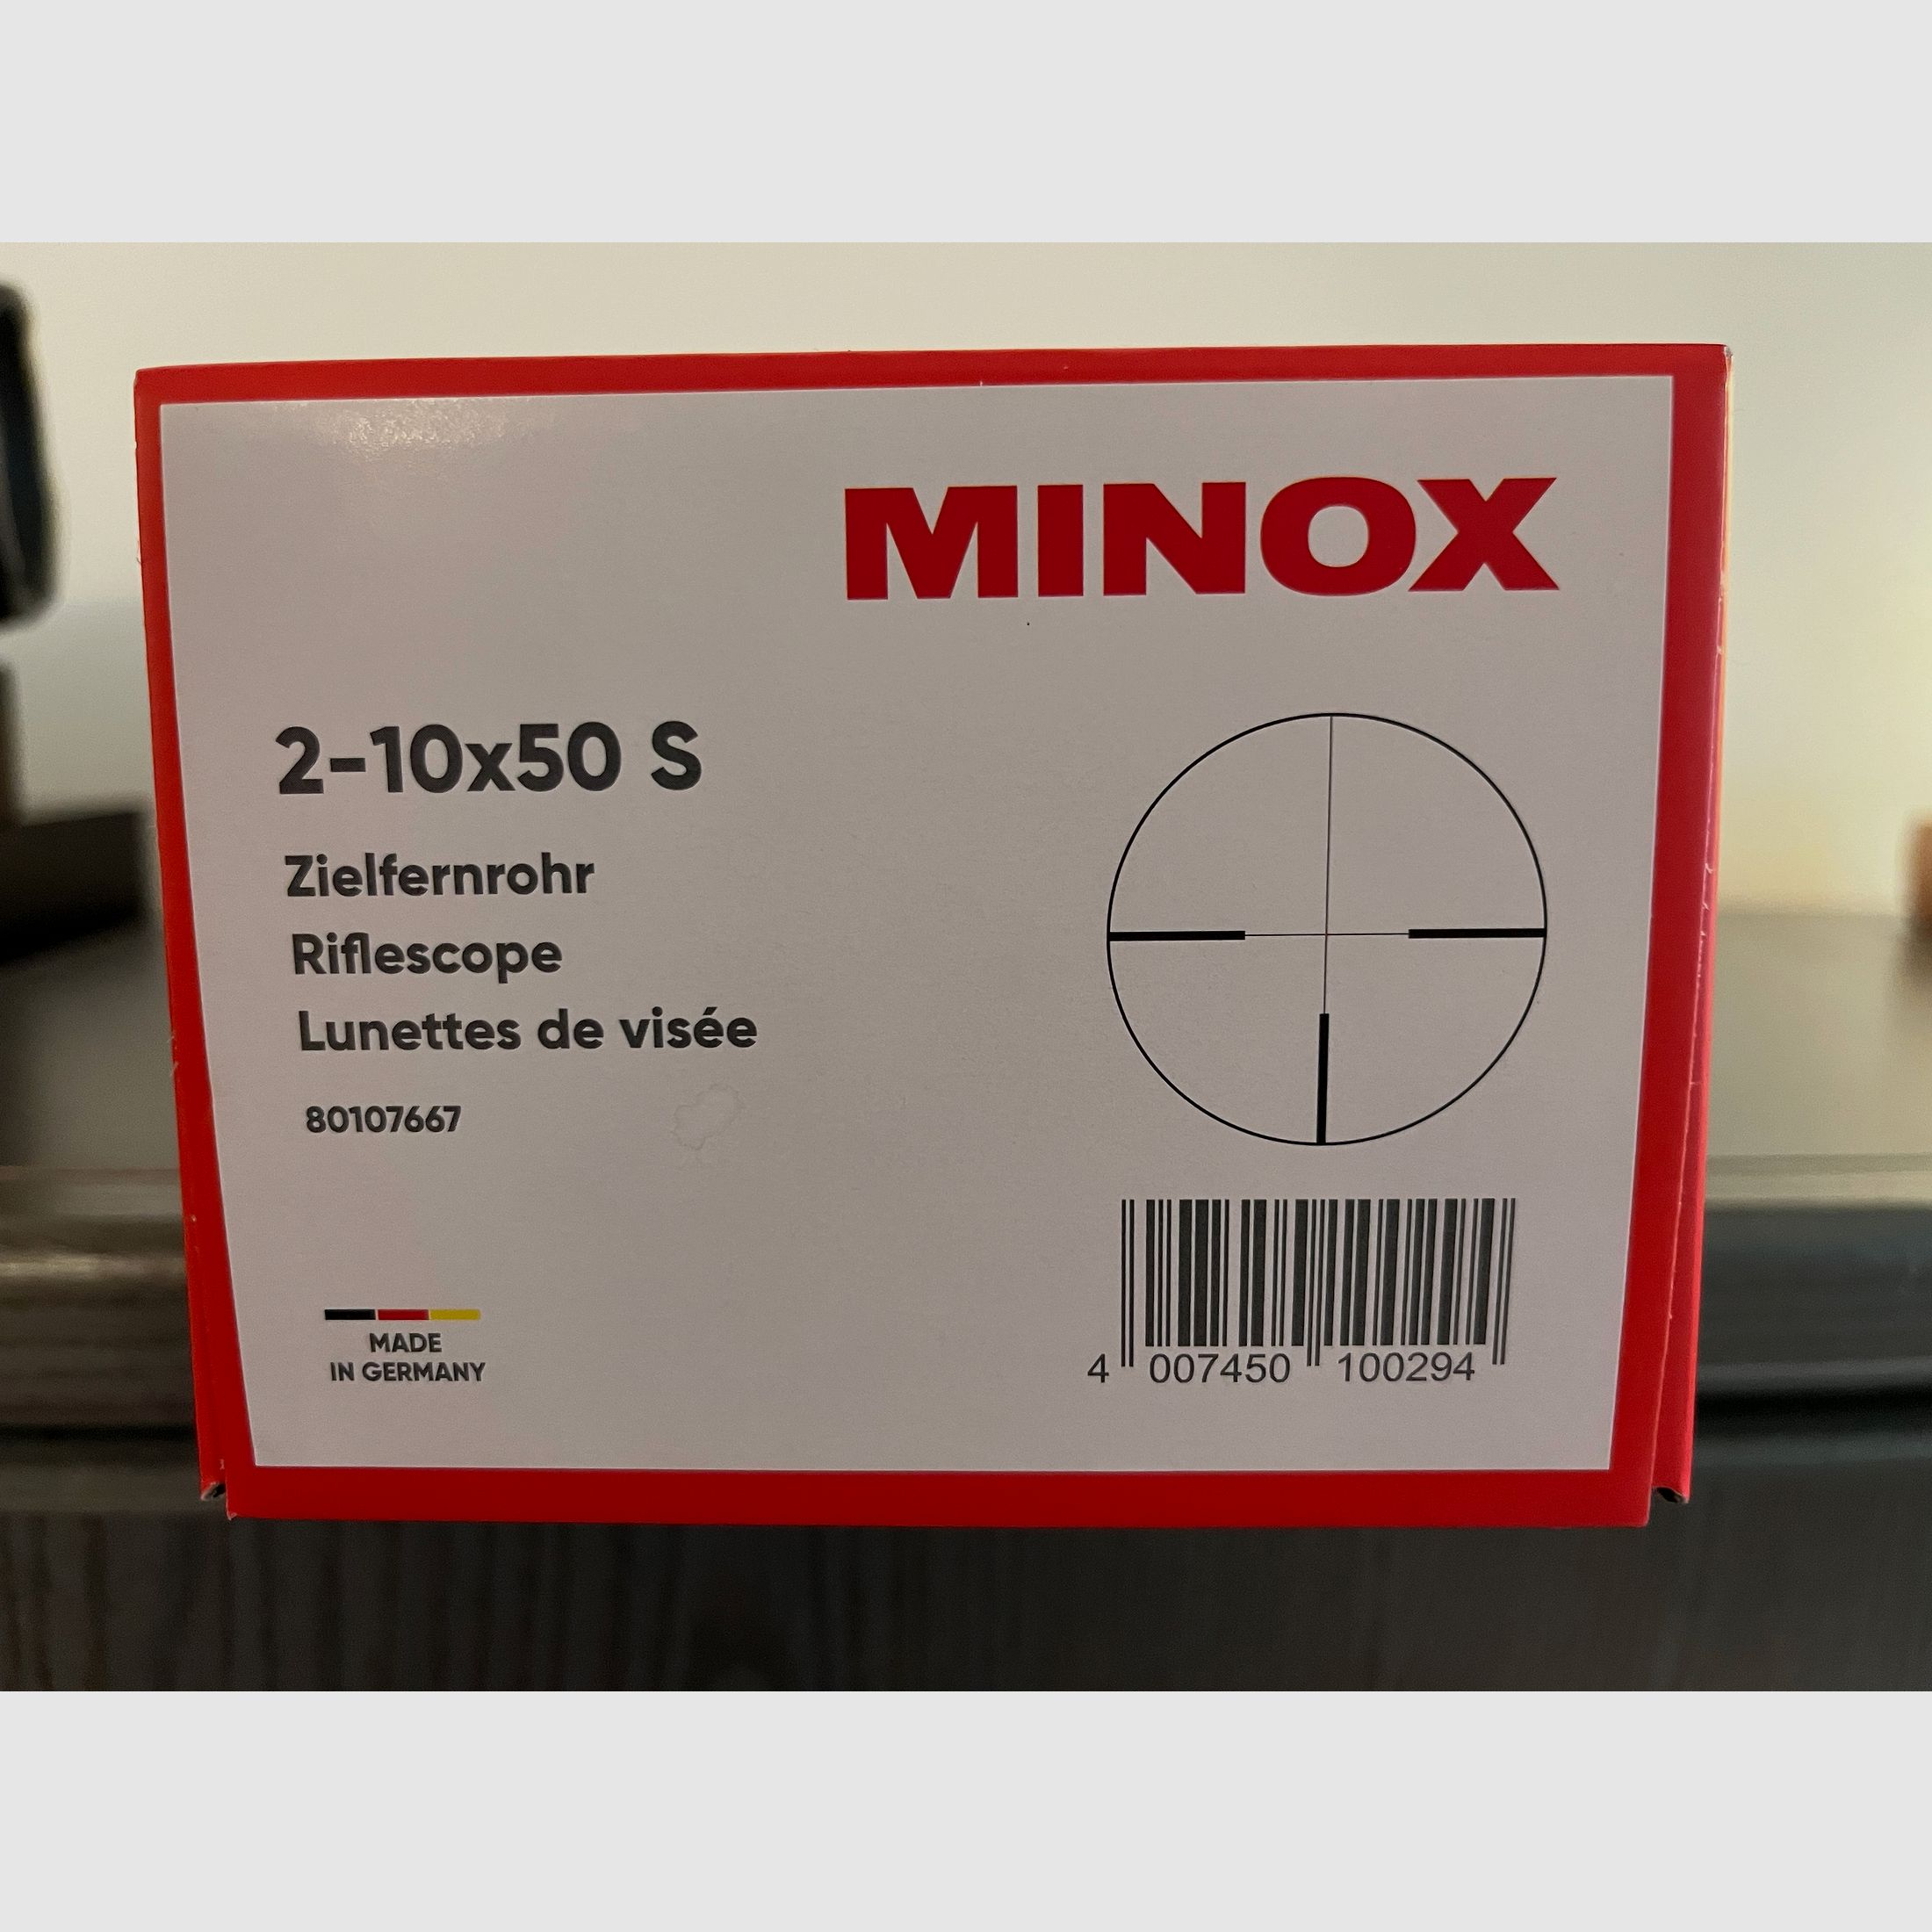 MINOX
2-10x50 S
Zielfernrohr
Riflescope
Lunettes de visée
80107667
MADE
IN GERMANY
4 007450 100294